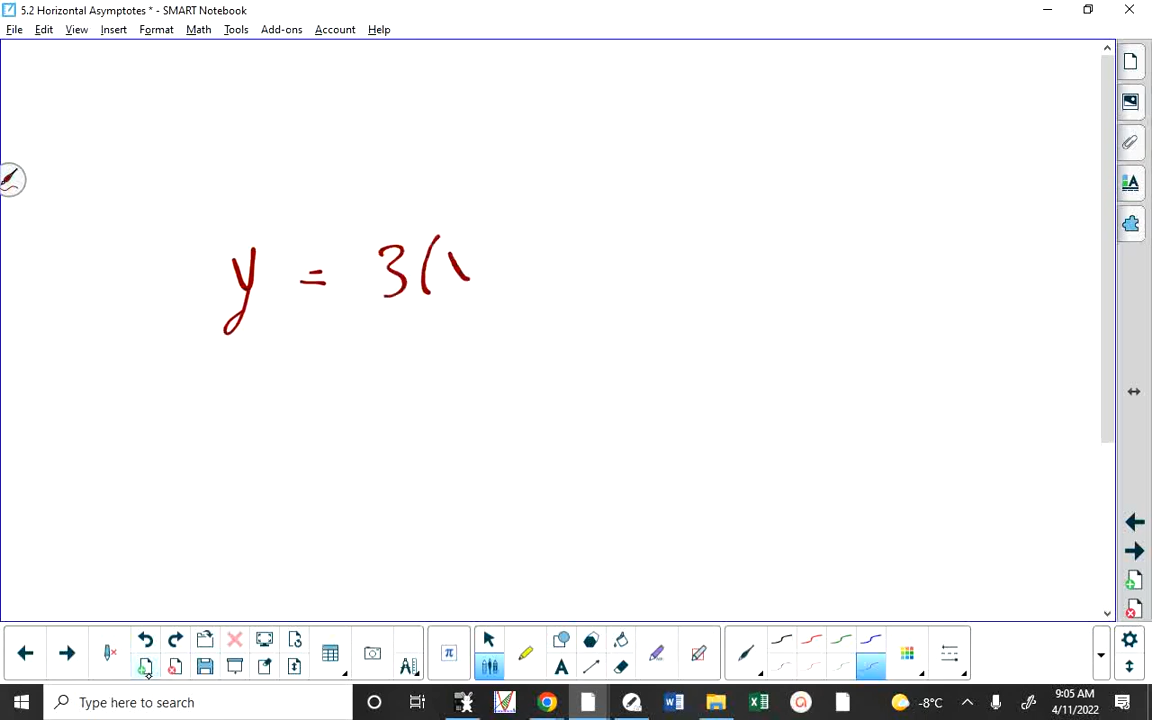 5.2 Horizontal Asymptotes * - SMART Notebook
File Edit View Insert Format Math Tools Add-ons Account Help
y = 3(
π
A
Type here to search
-8°C
9:05 AM
4/11/2022